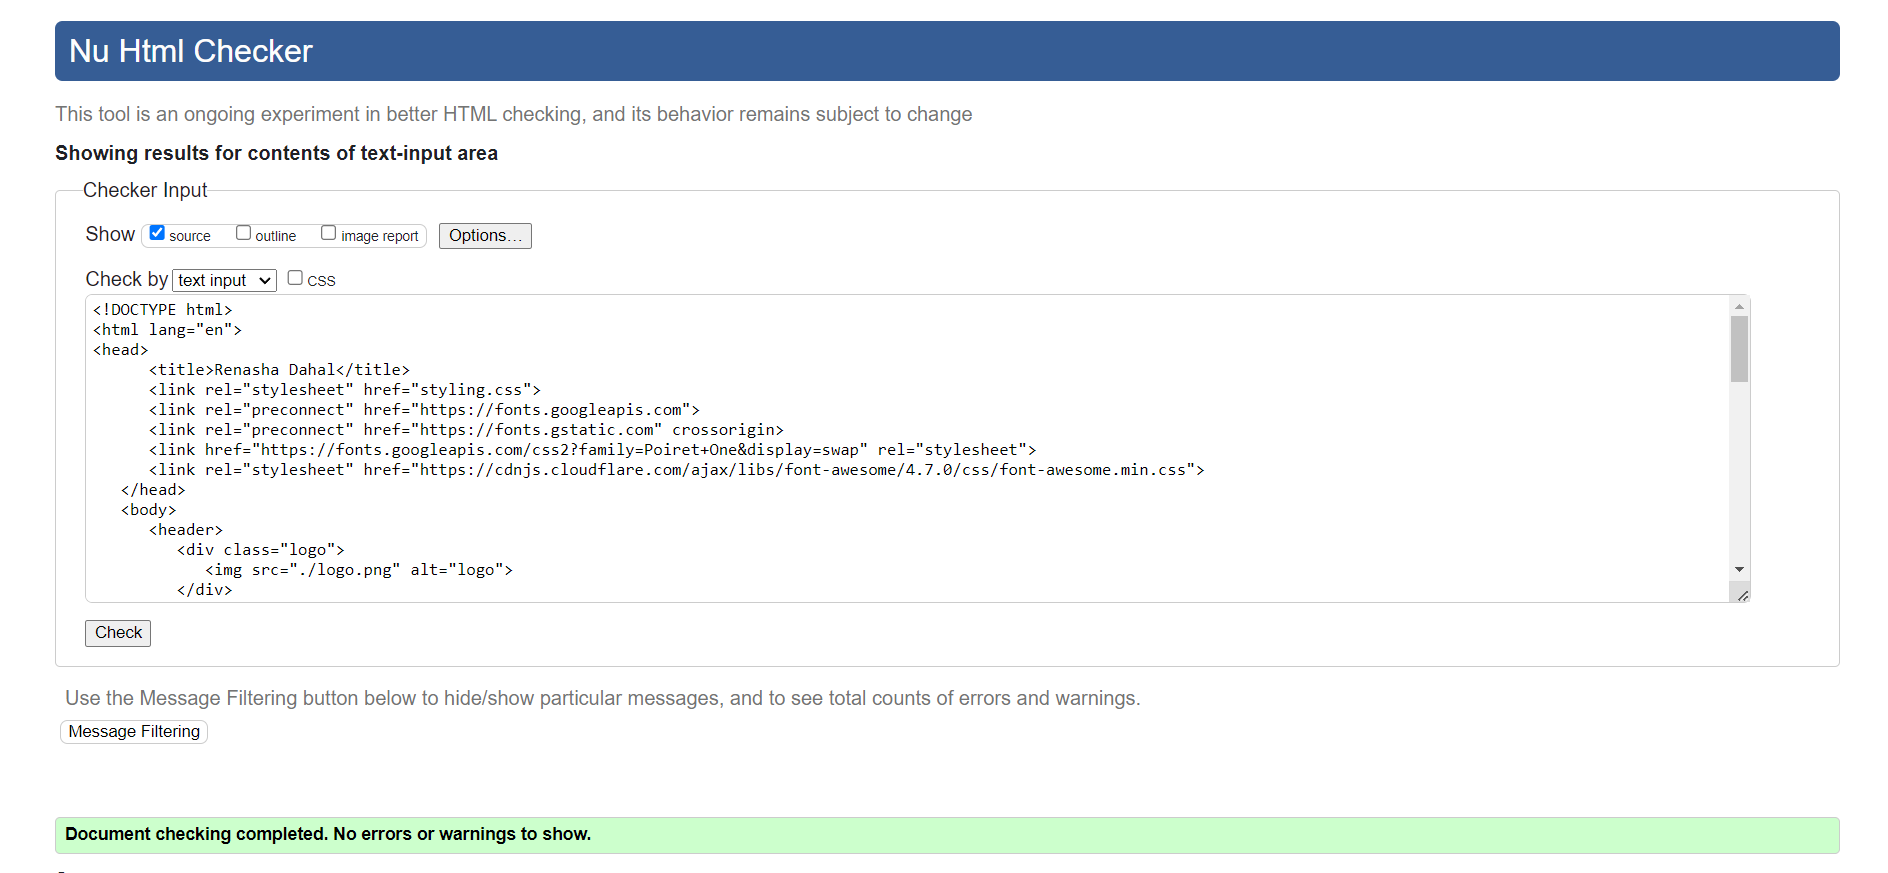 Nu Html Checker
This tool is an ongoing experiment in better HTML checking, and its behavior remains subject to change
Showing results for contents of text-input area
Checker Input
Show source outline image report Options...
Check by text input CSS
<!DOCTYPE html>
<html lang="en">
<head>
<title>Renasha Dahal</title>
<link rel="stylesheet" href="styling.css">
<link rel="preconnect" href="https://fonts.googleapis.com">
<link rel="preconnect" href="https://fonts.gstatic.com" crossorigin>
<link href="https://fonts.googleapis.com/css2?family=Poiret+One&display=swap" rel="stylesheet">
<link rel="stylesheet" href="https://cdnjs.cloudflare.com/ajax/libs/font-awesome/4.7.0/css/font-awesome.min.css">
</head>
<body>
<header>
<div class="logo">
<img src="./logo.png" alt="logo">
</div>
Check
Use the Message Filtering button below to hide/show particular messages, and to see total counts of errors and warnings.
Message Filtering
Document checking completed. No errors or warnings to show.